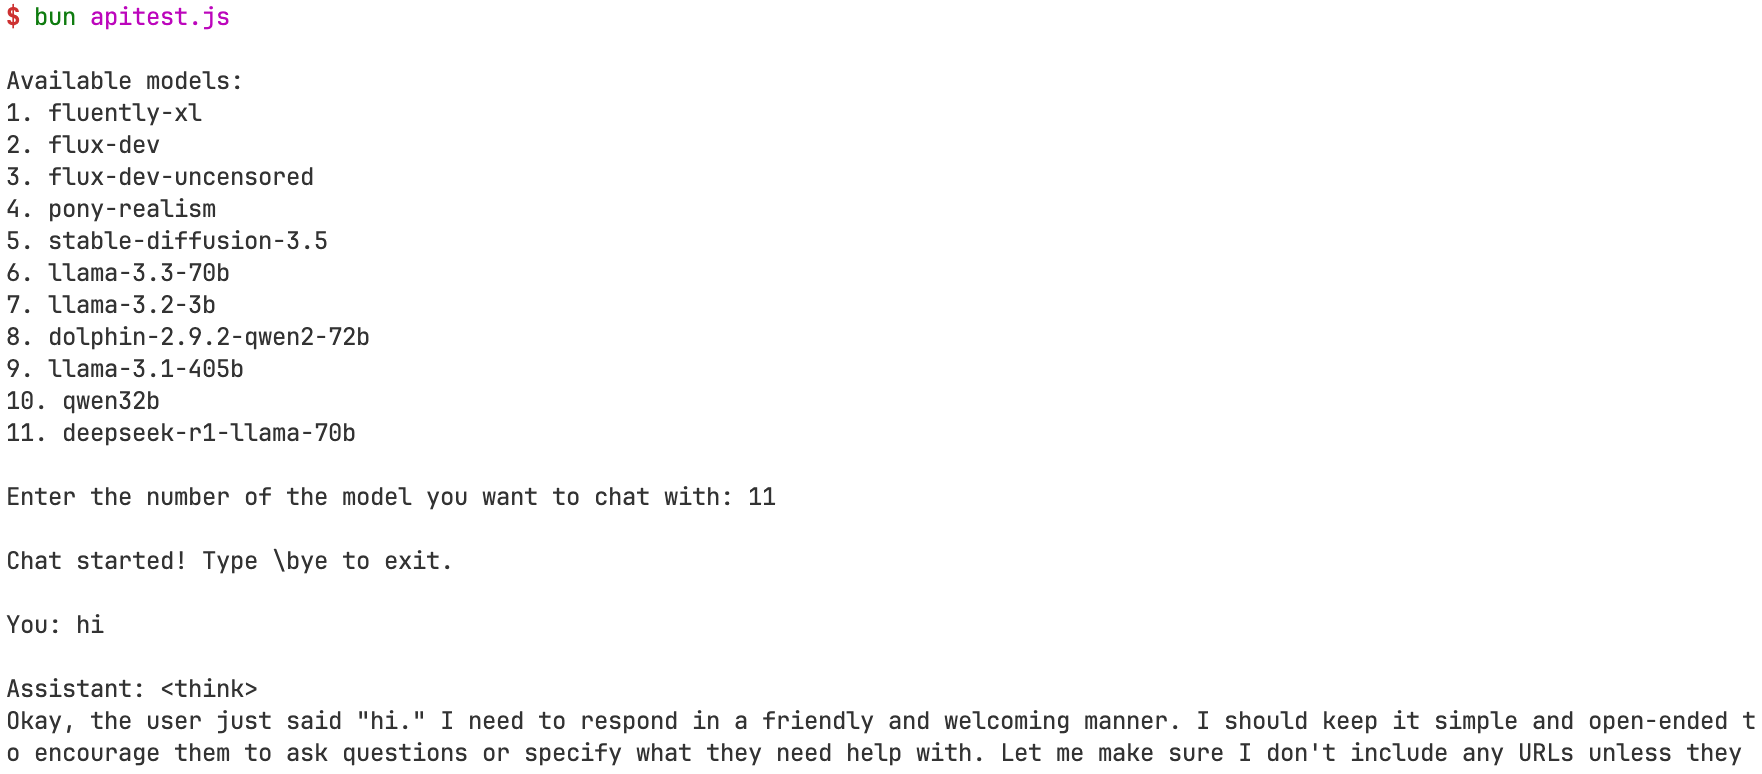 $ bun apitest.js
Available models:
1. fluently-xl
2. flux-dev
3. flux-dev-uncensored
4. pony-realism
5. stable-diffusion-3.5
6. llama-3.3-70b
7. llama-3.2-3b
8. dolphin-2.9.2-qwen2-72b
9. llama-3.1-405b
10. qwen32b
11. deepseek-r1-llama-70b
Enter the number of the model you want to chat with: 11
Chat started! Type \bye to exit.
You: hi
Assistant: <think>
Okay, the user just said "hi." I need to respond in a friendly and welcoming manner. I should keep it simple and open-ended t
o encourage them to ask questions or specify what they need help with. Let me make sure I don't include any URLs unless they